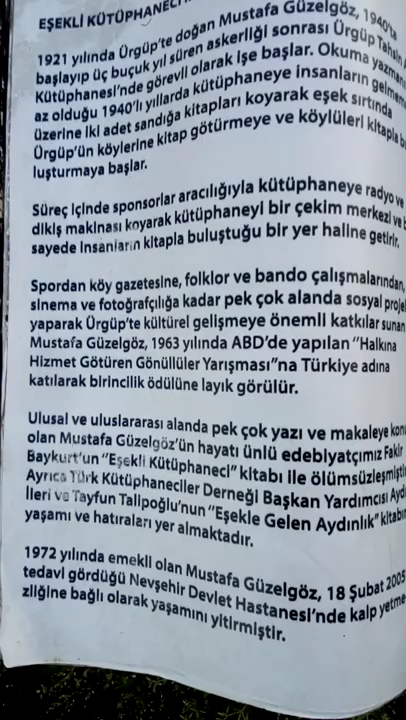 EŞEKLİ KÜTÜPHANECİ
1921 yılında Ürgüp'te doğan Mustafa Güzelgöz, 1940'ta
başlayıp üç buçuk yıl süren askerliği sonrası Ürgüp Tahsin
Kütüphanesi'nde görevli olarak işe başlar. Okuma yazman
az olduğu 1940'lı yıllarda kütüphaneye insanların gelmem
üzerine iki adet sandığa kitapları koyarak eşek sırtında
Ürgüp'ün köylerine kitap götürmeye ve köylüleri kitapla bu
luşturmaya başlar.
Süreç içinde sponsorlar aracılığıyla kütüphaneye radyo ve
dikiş makinası koyarak kütüphaneyi bir çekim merkezi ve b
sayede insanların kitapla buluştuğu bir yer haline getirir.
Spordan köy gazetesine, folklor ve bando çalışmalarından,
sinema ve fotoğrafçılığa kadar pek çok alanda sosyal proje
yaparak Ürgüp'te kültürel gelişmeye önemli katkılar sunan
Mustafa Güzelgöz, 1963 yılında ABD'de yapılan "Halkına
Hizmet Götüren Gönüllüler Yarışması"na Türkiye adına
katılarak birincilik ödülüne layık görülür.
Ulusal ve uluslararası alanda pek çok yazı ve makaleye konu
olan Mustafa Güzelgöz'ün hayatı ünlü edebiyatçımız Fakir
Baykurt'un "Eşekli Kütüphaneci" kitabı ile ölümsüzleşmişti
Ayrıca Türk Kütüphaneciler Derneği Başkan Yardımcısı Aydı
İleri ve Tayfun Talipoğlu'nun "Eşekle Gelen Aydınlık" kitabın
yaşamı ve hatıraları yer almaktadır.
1972 yılında emekli olan Mustafa Güzelgöz, 18 Şubat 2005
tedavi gördüğü Nevşehir Devlet Hastanesi'nde kalp yetme
zliğine bağlı olarak yaşamını yitirmiştir.